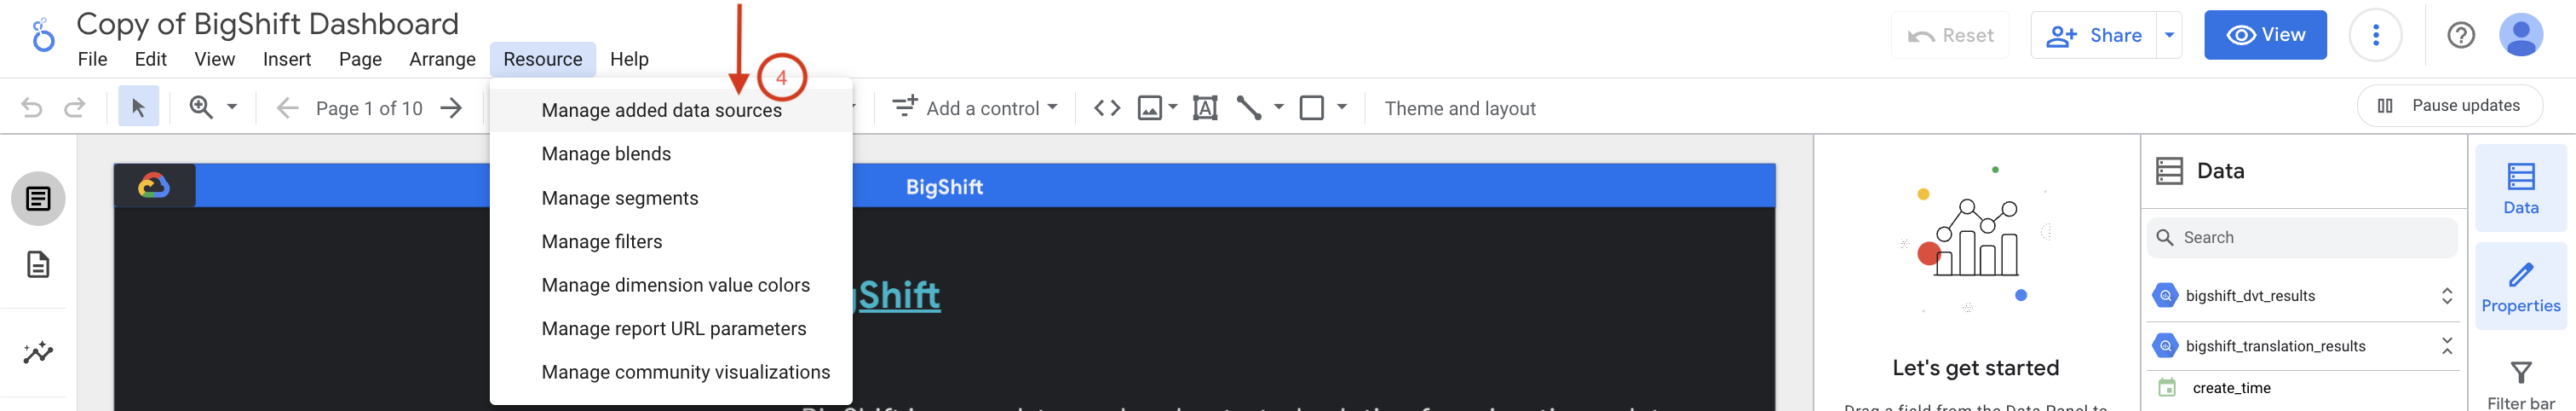 Copy of BigShift Dashboard
File Edit View Insert Page Arrange Resource Help
Reset
Share
View
4
Page 1 of 10
Add a control
Theme and layout
Pause updates
Manage added data sources
Manage blends
Manage segments
Manage filters
Manage dimension value colors
Manage report URL parameters
Manage community visualizations
BigShift
gShift
Let's get started
Drag a field from the Data Panel to
Data
Search
bigshift_dvt_results
bigshift_translation_results
create_time
Data
Properties
Filter bar